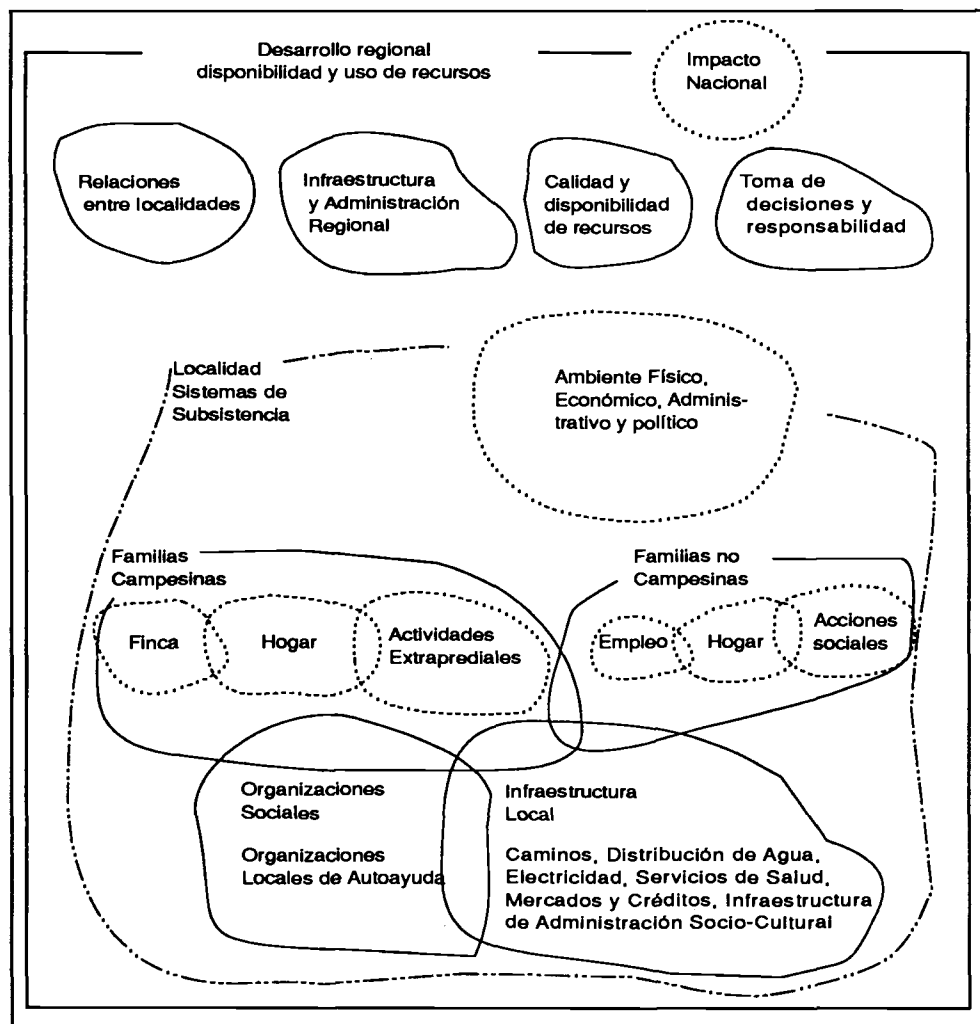 Desarrollo regional
disponibilidad y uso de recursos
Impacto
Nacional
Relaciones
entre localidades
Infraestructura
y Administración
Regional
Calidad y
disponibilidad
de recursos
Toma de
decisiones y
responsabilidad
Localidad
Sistemas de
Subsistencia
Ambiente Físico,
Económico, Adminis-
trativo y político
Familias
Campesinas
Finca
Hogar
Actividades
Extraprediales
Familias no
Campesinas
Empleo
Hogar
Acciones
sociales
Organizaciones
Sociales
Organizaciones
Locales de Autoayuda
Infraestructura
Local
Caminos, Distribución de Agua,
Electricidad, Servicios de Salud,
Mercados y Créditos, Infraestructura
de Administración Socio-Cultural